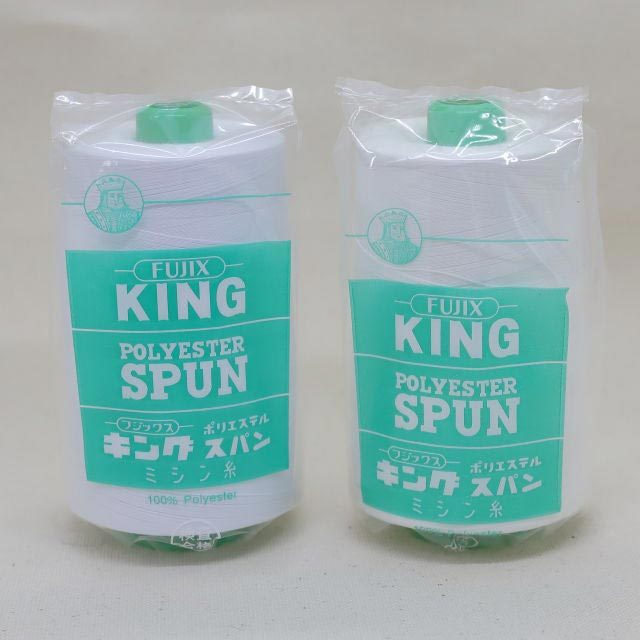 FUJIX
KING
POLYESTER
SPUN
フジックス ポリエステル
キング スパン
ミシン糸
100% Polyester
FUJIX
KING
POLYESTER
SPUN
フジックス ポリエステル
キング スパン
ミシン糸